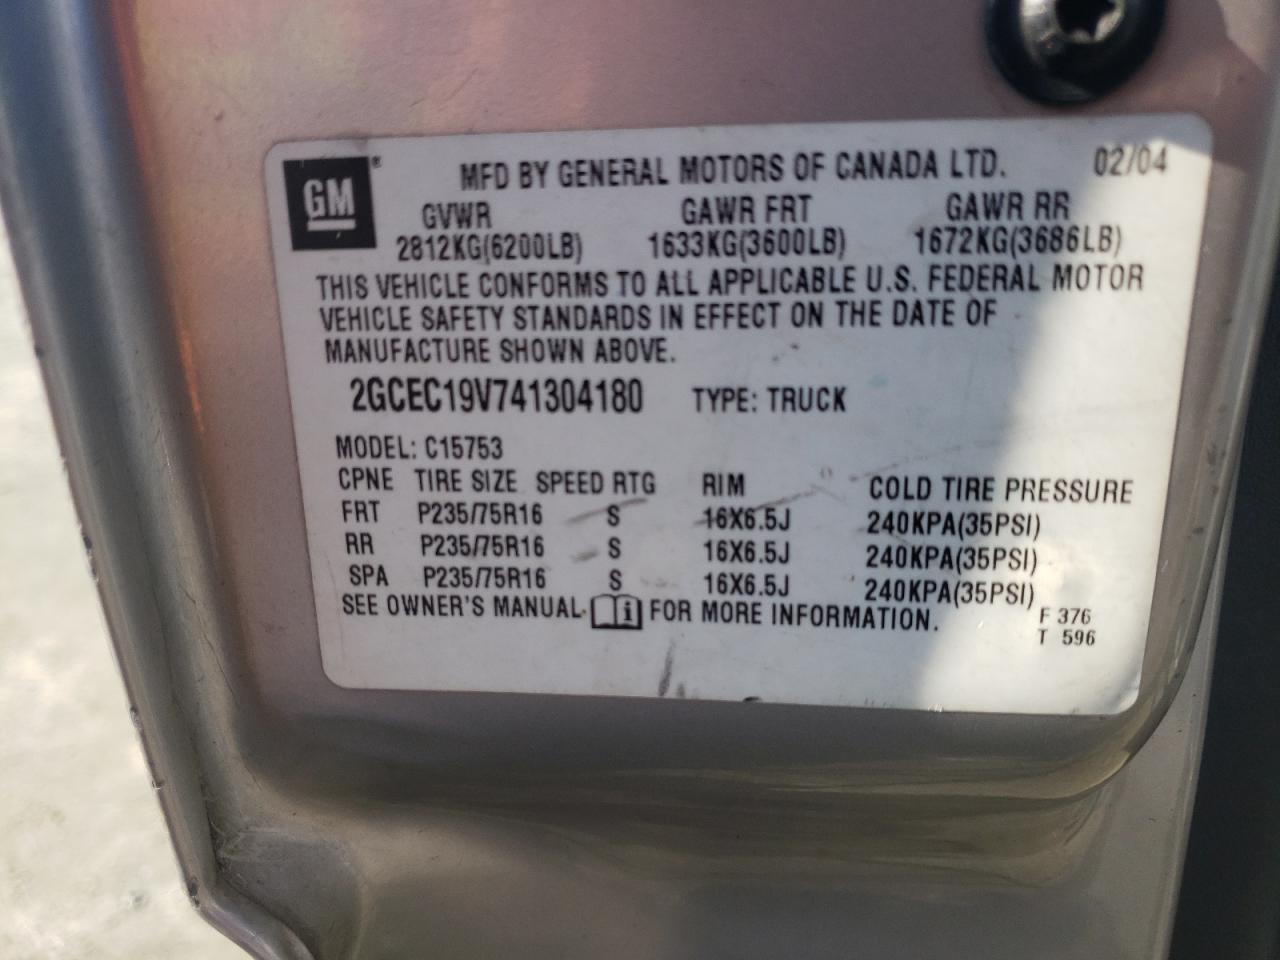 GM ® MFD BY GENERAL MOTORS OF CANADA LTD. 02/04
GVWR GAWR FRT GAWR RR
2812KG(6200LB) 1633KG(3600LB) 1672KG(3686LB)
THIS VEHICLE CONFORMS TO ALL APPLICABLE U.S. FEDERAL MOTOR
VEHICLE SAFETY STANDARDS IN EFFECT ON THE DATE OF
MANUFACTURE SHOWN ABOVE.
2GCEC19V741304180 TYPE: TRUCK
MODEL: C15753
CPNE TIRE SIZE SPEED RTG RIM COLD TIRE PRESSURE
FRT P235/75R16 S 16X6.5J 240KPA(35PSI)
RR P235/75R16 S 16X6.5J 240KPA(35PSI)
SPA P235/75R16 S 16X6.5J 240KPA(35PSI)
SEE OWNER'S MANUAL i FOR MORE INFORMATION.
F 376
T 596